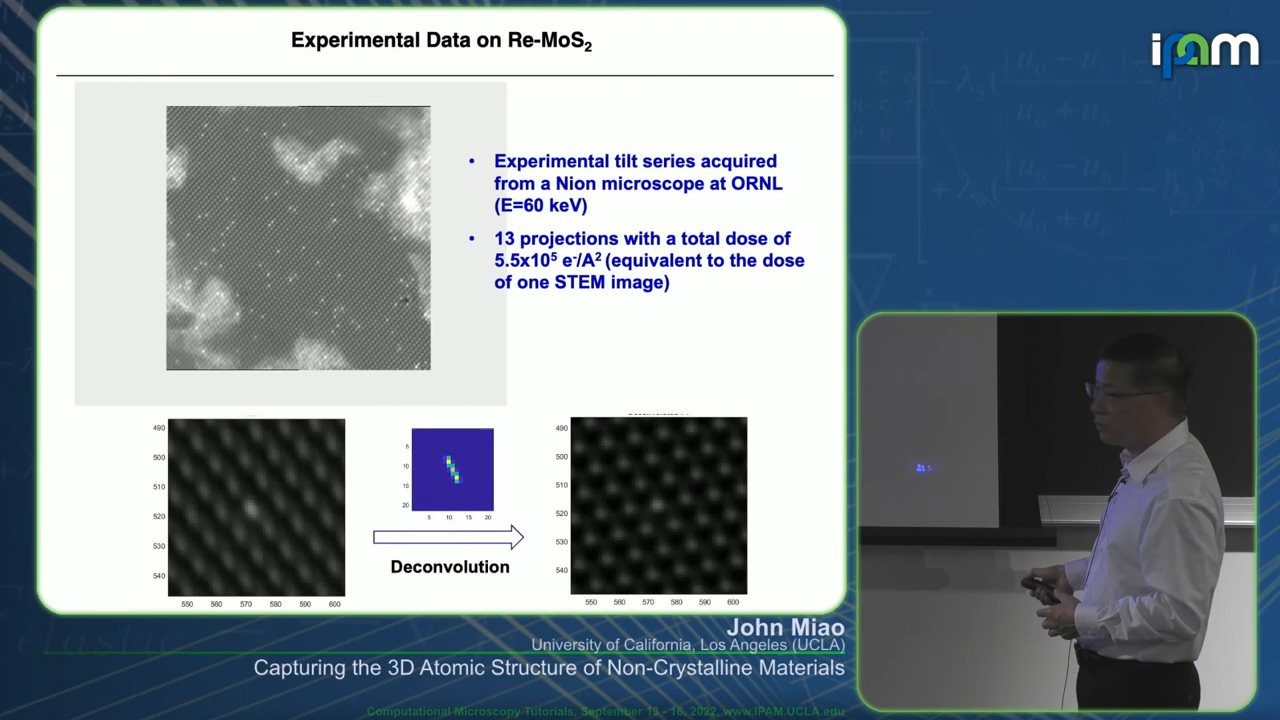 Experimental Data on Re-MoS₂
ipam
• Experimental tilt series acquired
from a Nion microscope at ORNL
(E=60 keV)
• 13 projections with a total dose of
5.5x10⁵ e⁻/A² (equivalent to the dose
of one STEM image)
490
500
510
520
530
540
550 560 570 580 590 600
5
10
15
20
5 10 15 20
Deconvolution
490
500
510
520
530
540
550 560 570 580 590 600
John Miao
University of California, Los Angeles (UCLA)
Capturing the 3D Atomic Structure of Non-Crystalline Materials
Computational Microscopy Tutorials, September 13 - 16, 2022, www.IPAM.UCLA.edu